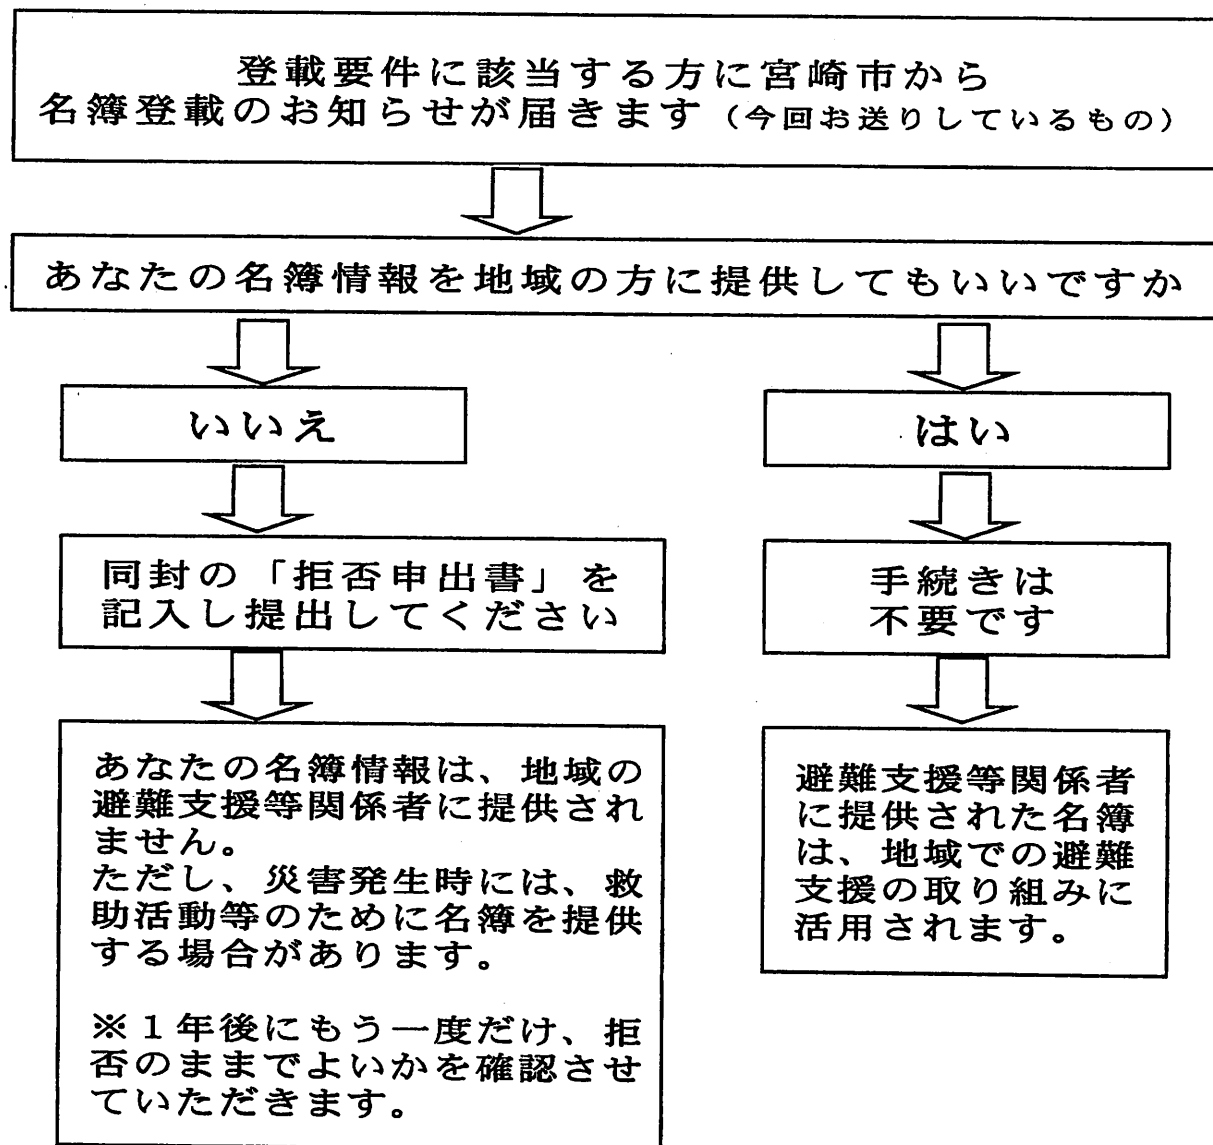 登載要件に該当する方に宮崎市から
名簿登載のお知らせが届きます（今回お送りしているもの）
あなたの名簿情報を地域の方に提供してもいいですか
いいえ
はい
同封の「拒否申出書」を
記入し提出してください
手続きは
不要です
あなたの名簿情報は、地域の
避難支援等関係者に提供され
ません。
ただし、災害発生時には、救
助活動等のために名簿を提供
する場合があります。
※１年後にもう一度だけ、拒
否のままでよいかを確認させ
ていただきます。
避難支援等関係者
に提供された名簿
は、地域での避難
支援の取り組みに
活用されます。